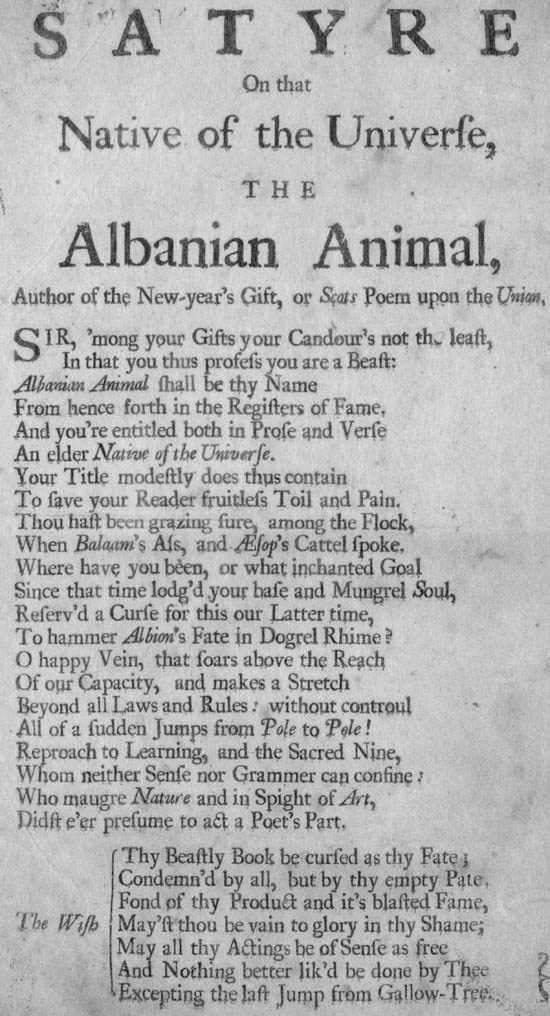 SATYRE
On that
Native of the Univerſe,
THE
Albanian Animal,
Author of the New-year's Gift, or Scots Poem upon the Union,
SIR, 'mong your Gifts your Candour's not the leaſt,
In that you thus profeſs you are a Beaſt:
Albanian Animal ſhall be thy Name
From hence forth in the Regiſters of Fame,
And you're entitled both in Proſe and Verſe
An elder Native of the Univerſe.
Your Title modeſtly does thus contain
To ſave your Reader fruitleſs Toil and Pain.
Thou haſt been grazing ſure, among the Flock,
When Balaam's Aſs, and Æſop's Cattel ſpoke.
Where have you been, or what inchanted Goal
Since that time lodg'd your baſe and Mungrel Soul,
Reſerv'd a Curſe for this our Latter time,
To hammer Albion's Fate in Dogrel Rhime?
O happy Vein, that ſoars above the Reach
Of our Capacity, and makes a Stretch
Beyond all Laws and Rules: without controul
All of a ſudden Jumps from Pole to Pole!
Reproach to Learning, and the Sacred Nine,
Whom neither Senſe nor Grammer can confine:
Who maugre Nature and in Spight of Art,
Didſt e'er preſume to act a Poet's Part.
Thy Beaſtly Book be curſed as thy Fate;
Condemn'd by all, but by thy empty Pate.
Fond of thy Product and it's blaſted Fame,
The Wiſh May'ſt thou be vain to glory in thy Shame;
May all thy Actings be of Senſe as free
And Nothing better lik'd be done by Thee
Excepting the laſt Jump from Gallow-Tree.